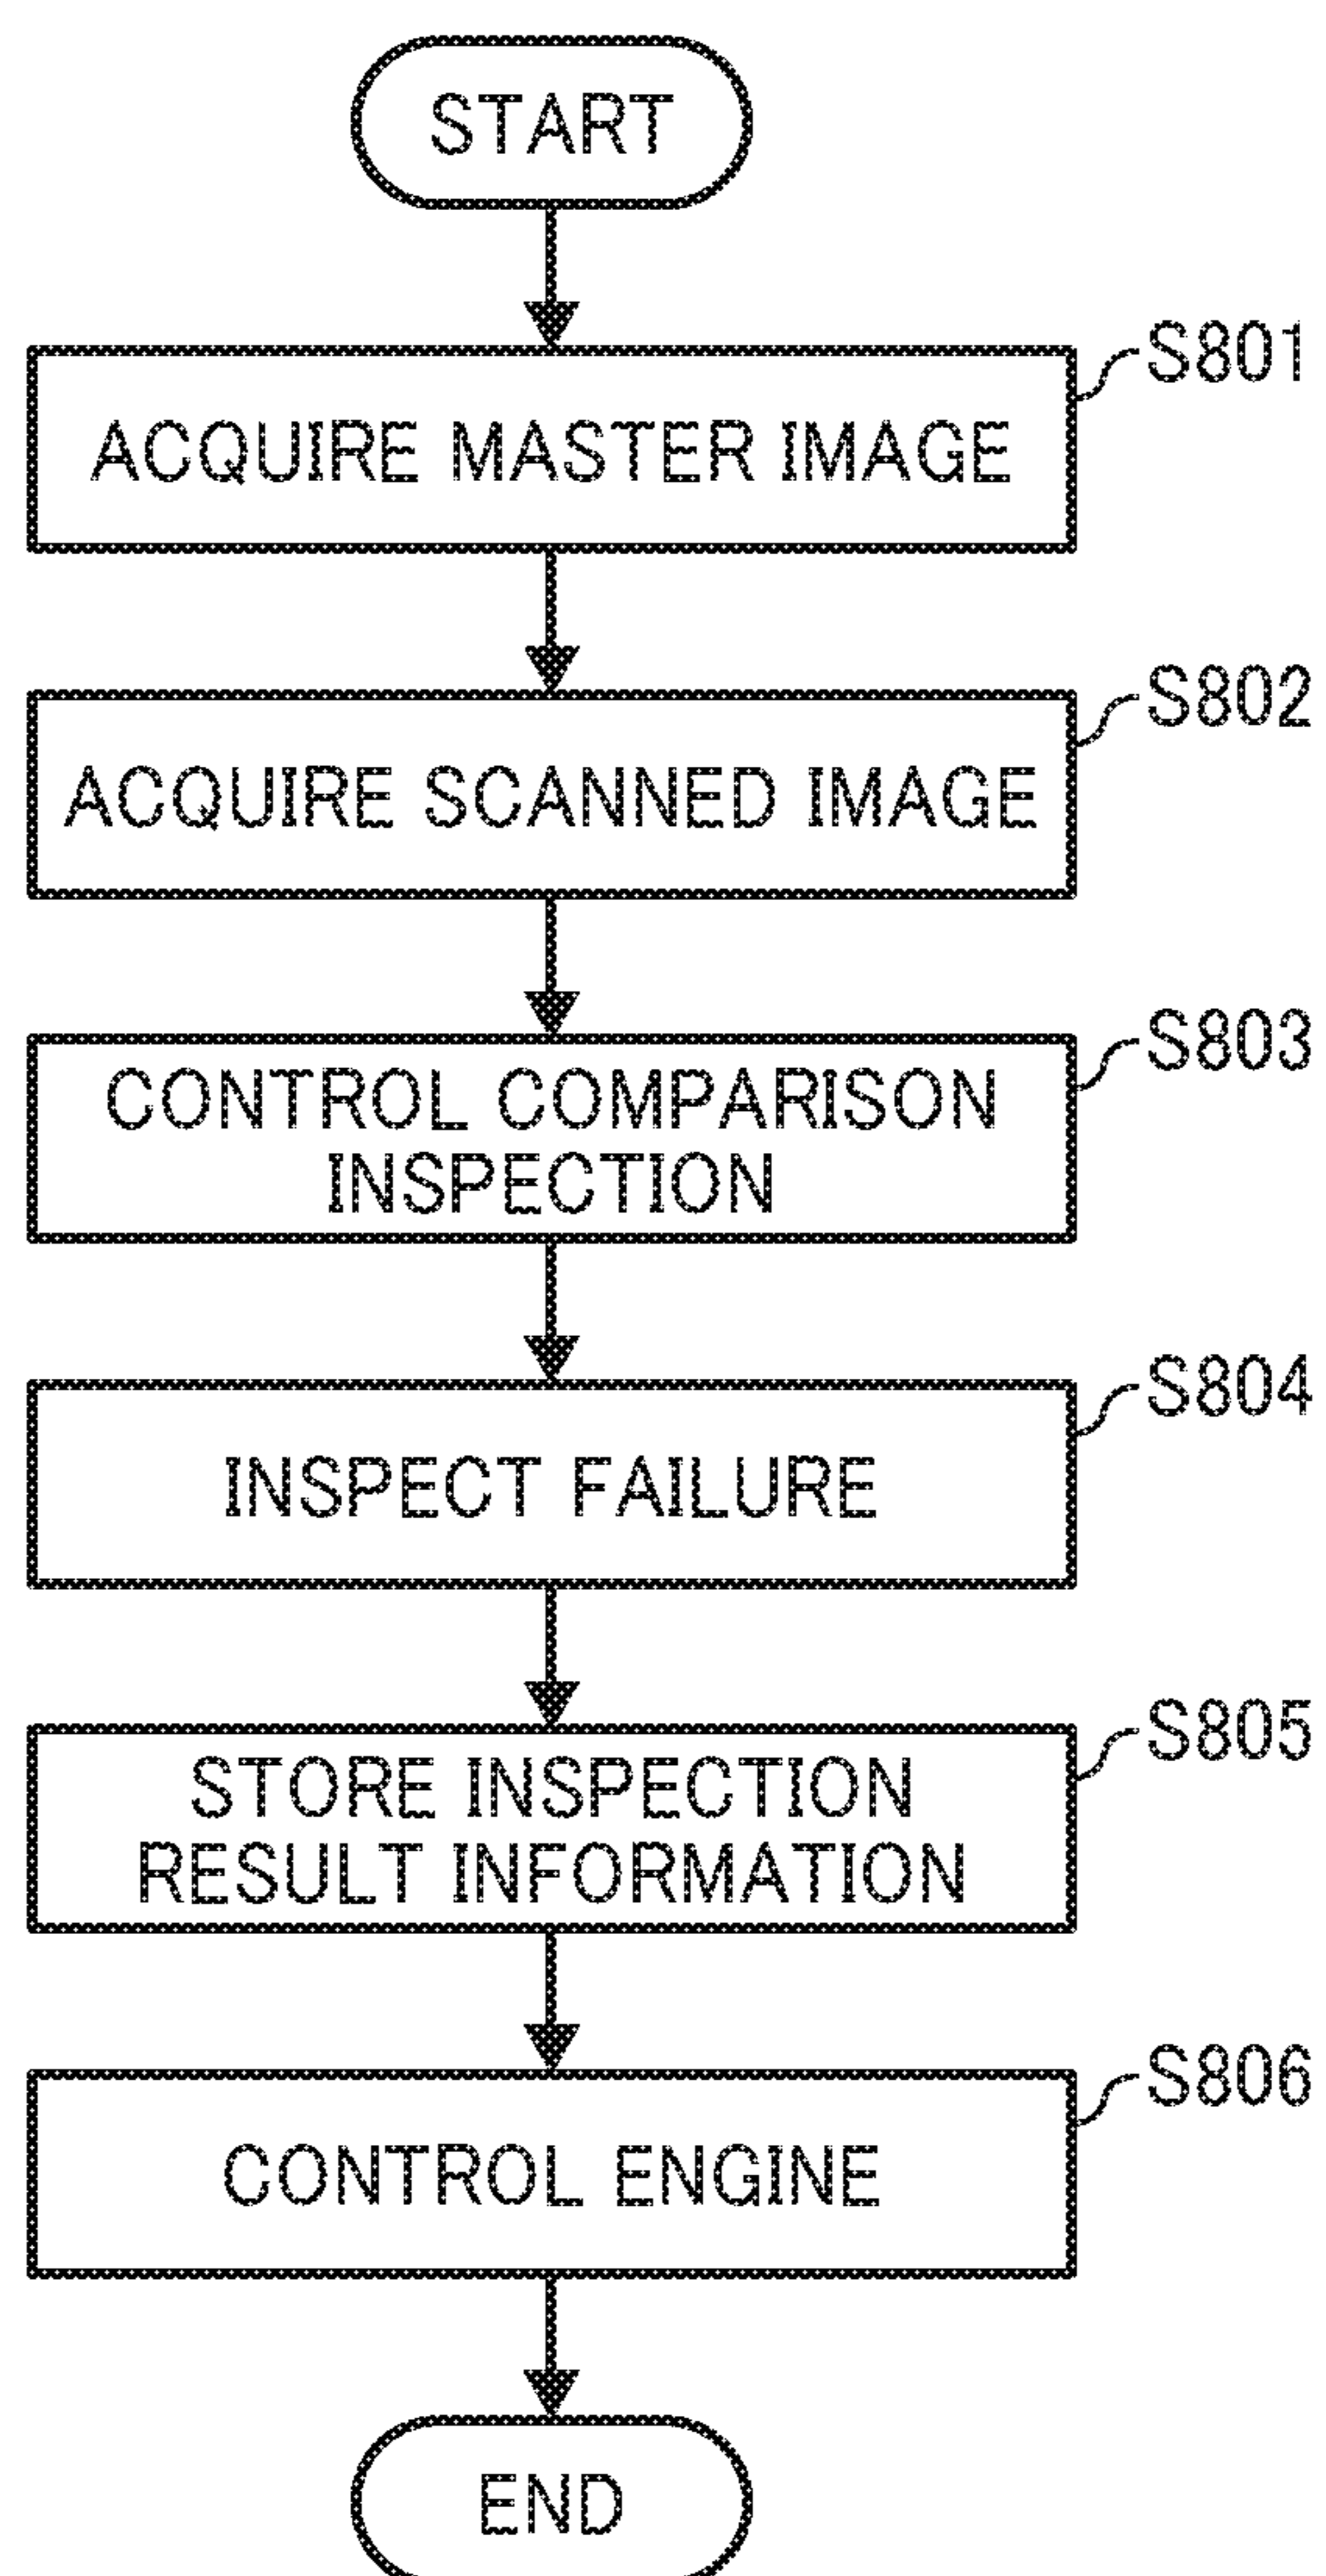 START
S801
ACQUIRE MASTER IMAGE
S802
ACQUIRE SCANNED IMAGE
S803
CONTROL COMPARISON
INSPECTION
S804
INSPECT FAILURE
S805
STORE INSPECTION
RESULT INFORMATION
S806
CONTROL ENGINE
END